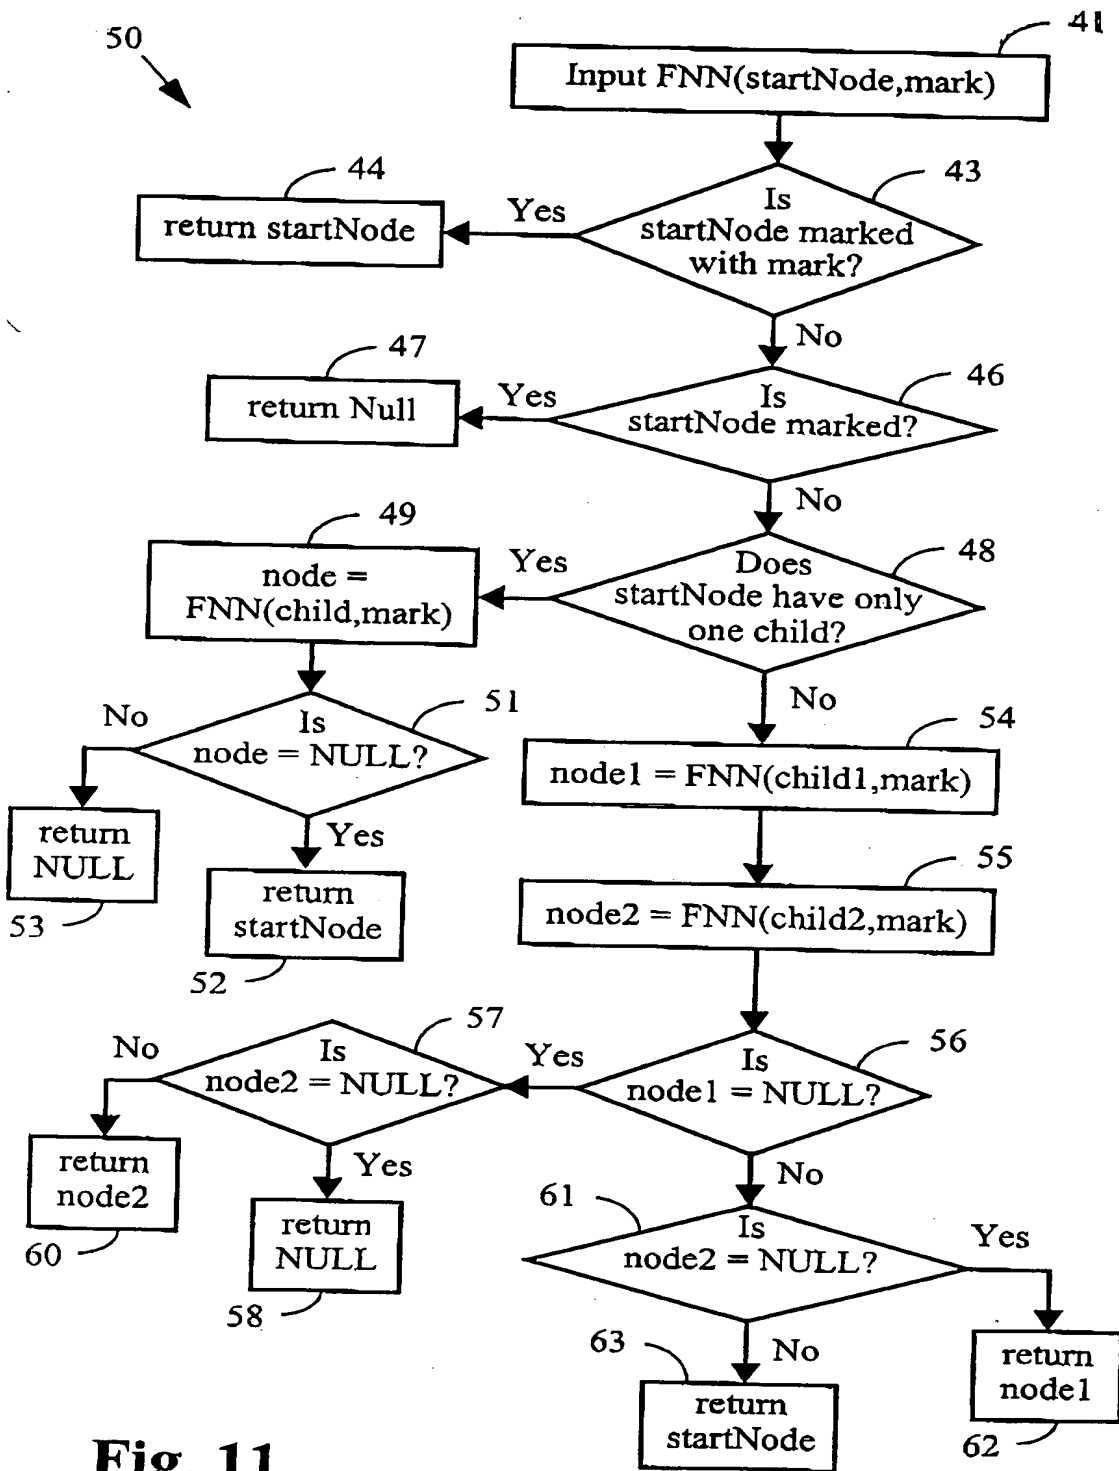 50
41
Input FNN(startNode,mark)
44
43
return startNode
Yes
Is
startNode marked
with mark?
No
47
46
return Null
Yes
Is
startNode marked?
No
49
48
node =
FNN(child,mark)
Yes
Does
startNode have only
one child?
No
51
No
Is
node = NULL?
54
node1 = FNN(child1,mark)
return
NULL
53
Yes
return
startNode
52
55
node2 = FNN(child2,mark)
57
56
No
Is
node2 = NULL?
Yes
Is
node1 = NULL?
return
node2
60
Yes
return
NULL
58
No
61
Is
node2 = NULL?
Yes
63
No
return
startNode
return
node1
62
Fig. 11